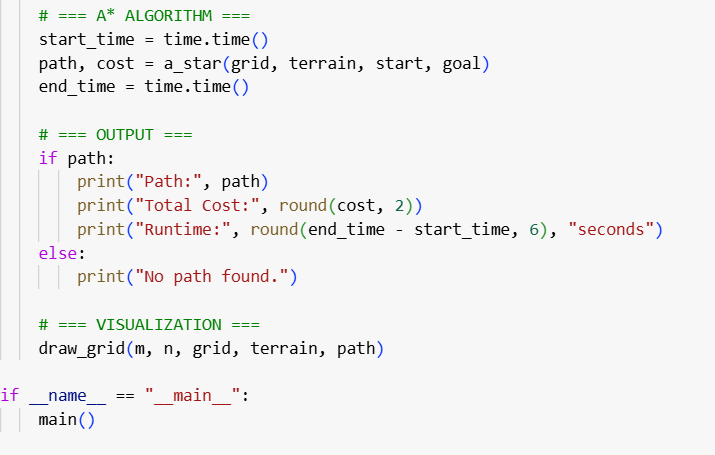 # === A* ALGORITHM ===
start_time = time.time()
path, cost = a_star(grid, terrain, start, goal)
end_time = time.time()
# === OUTPUT ===
if path:
print("Path:", path)
print("Total Cost:", round(cost, 2))
print("Runtime:", round(end_time - start_time, 6), "seconds")
else:
print("No path found.")
# === VISUALIZATION ===
draw_grid(m, n, grid, terrain, path)
if __name__ == "__main__":
main()